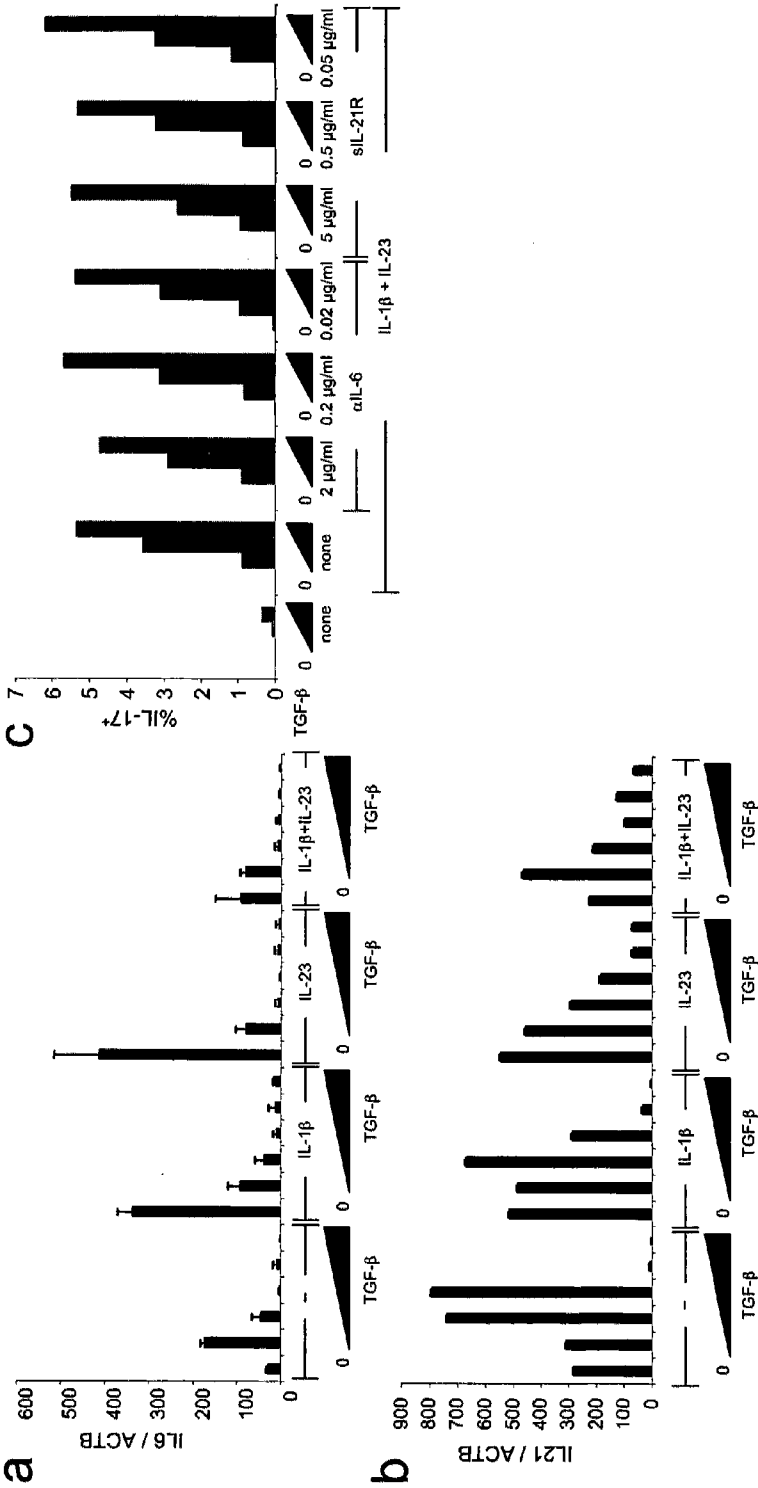 a
IL6 / ACTB
600
500
400
300
200
100
0
0
0
0
0
TGF-β
TGF-β
TGF-β
TGF-β
-
IL-1β
IL-23
IL-1β+IL-23
b
IL21 / ACTB
900
800
700
600
500
400
300
200
100
0
-
IL-1β
IL-23
IL-1β+IL-23
0
0
0
0
TGF-β
TGF-β
TGF-β
TGF-β
c
%IL-17⁺
7
6
5
4
3
2
1
0
TGF-β
0
0
0
0
0
0
0
0
none
none
2 μg/ml
0.2 μg/ml
0.02 μg/ml
5 μg/ml
0.5 μg/ml
0.05 μg/ml
αIL-6
sIL-21R
IL-1β + IL-23